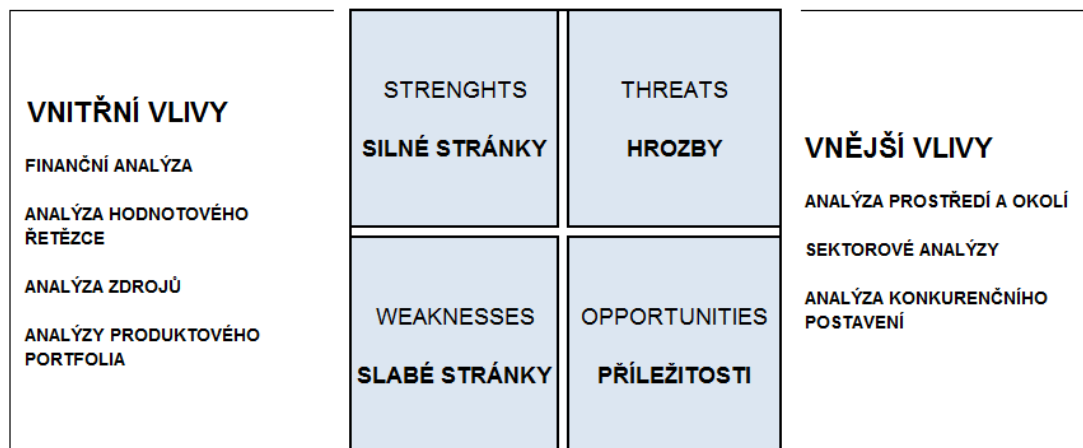 VNITŘNÍ VLIVY
FINANČNÍ ANALÝZA
ANALÝZA HODNOTOVÉHO
ŘETĚZCE
ANALÝZA ZDROJŮ
ANALÝZY PRODUKTOVÉHO
PORTFOLIA
STRENGHTS
SILNÉ STRÁNKY
THREATS
HROZBY
WEAKNESSES
SLABÉ STRÁNKY
OPPORTUNITIES
PŘÍLEŽITOSTI
VNĚJŠÍ VLIVY
ANALÝZA PROSTŘEDÍ A OKOLÍ
SEKTOROVÉ ANALÝZY
ANALÝZA KONKURENČNÍHO
POSTAVENÍ